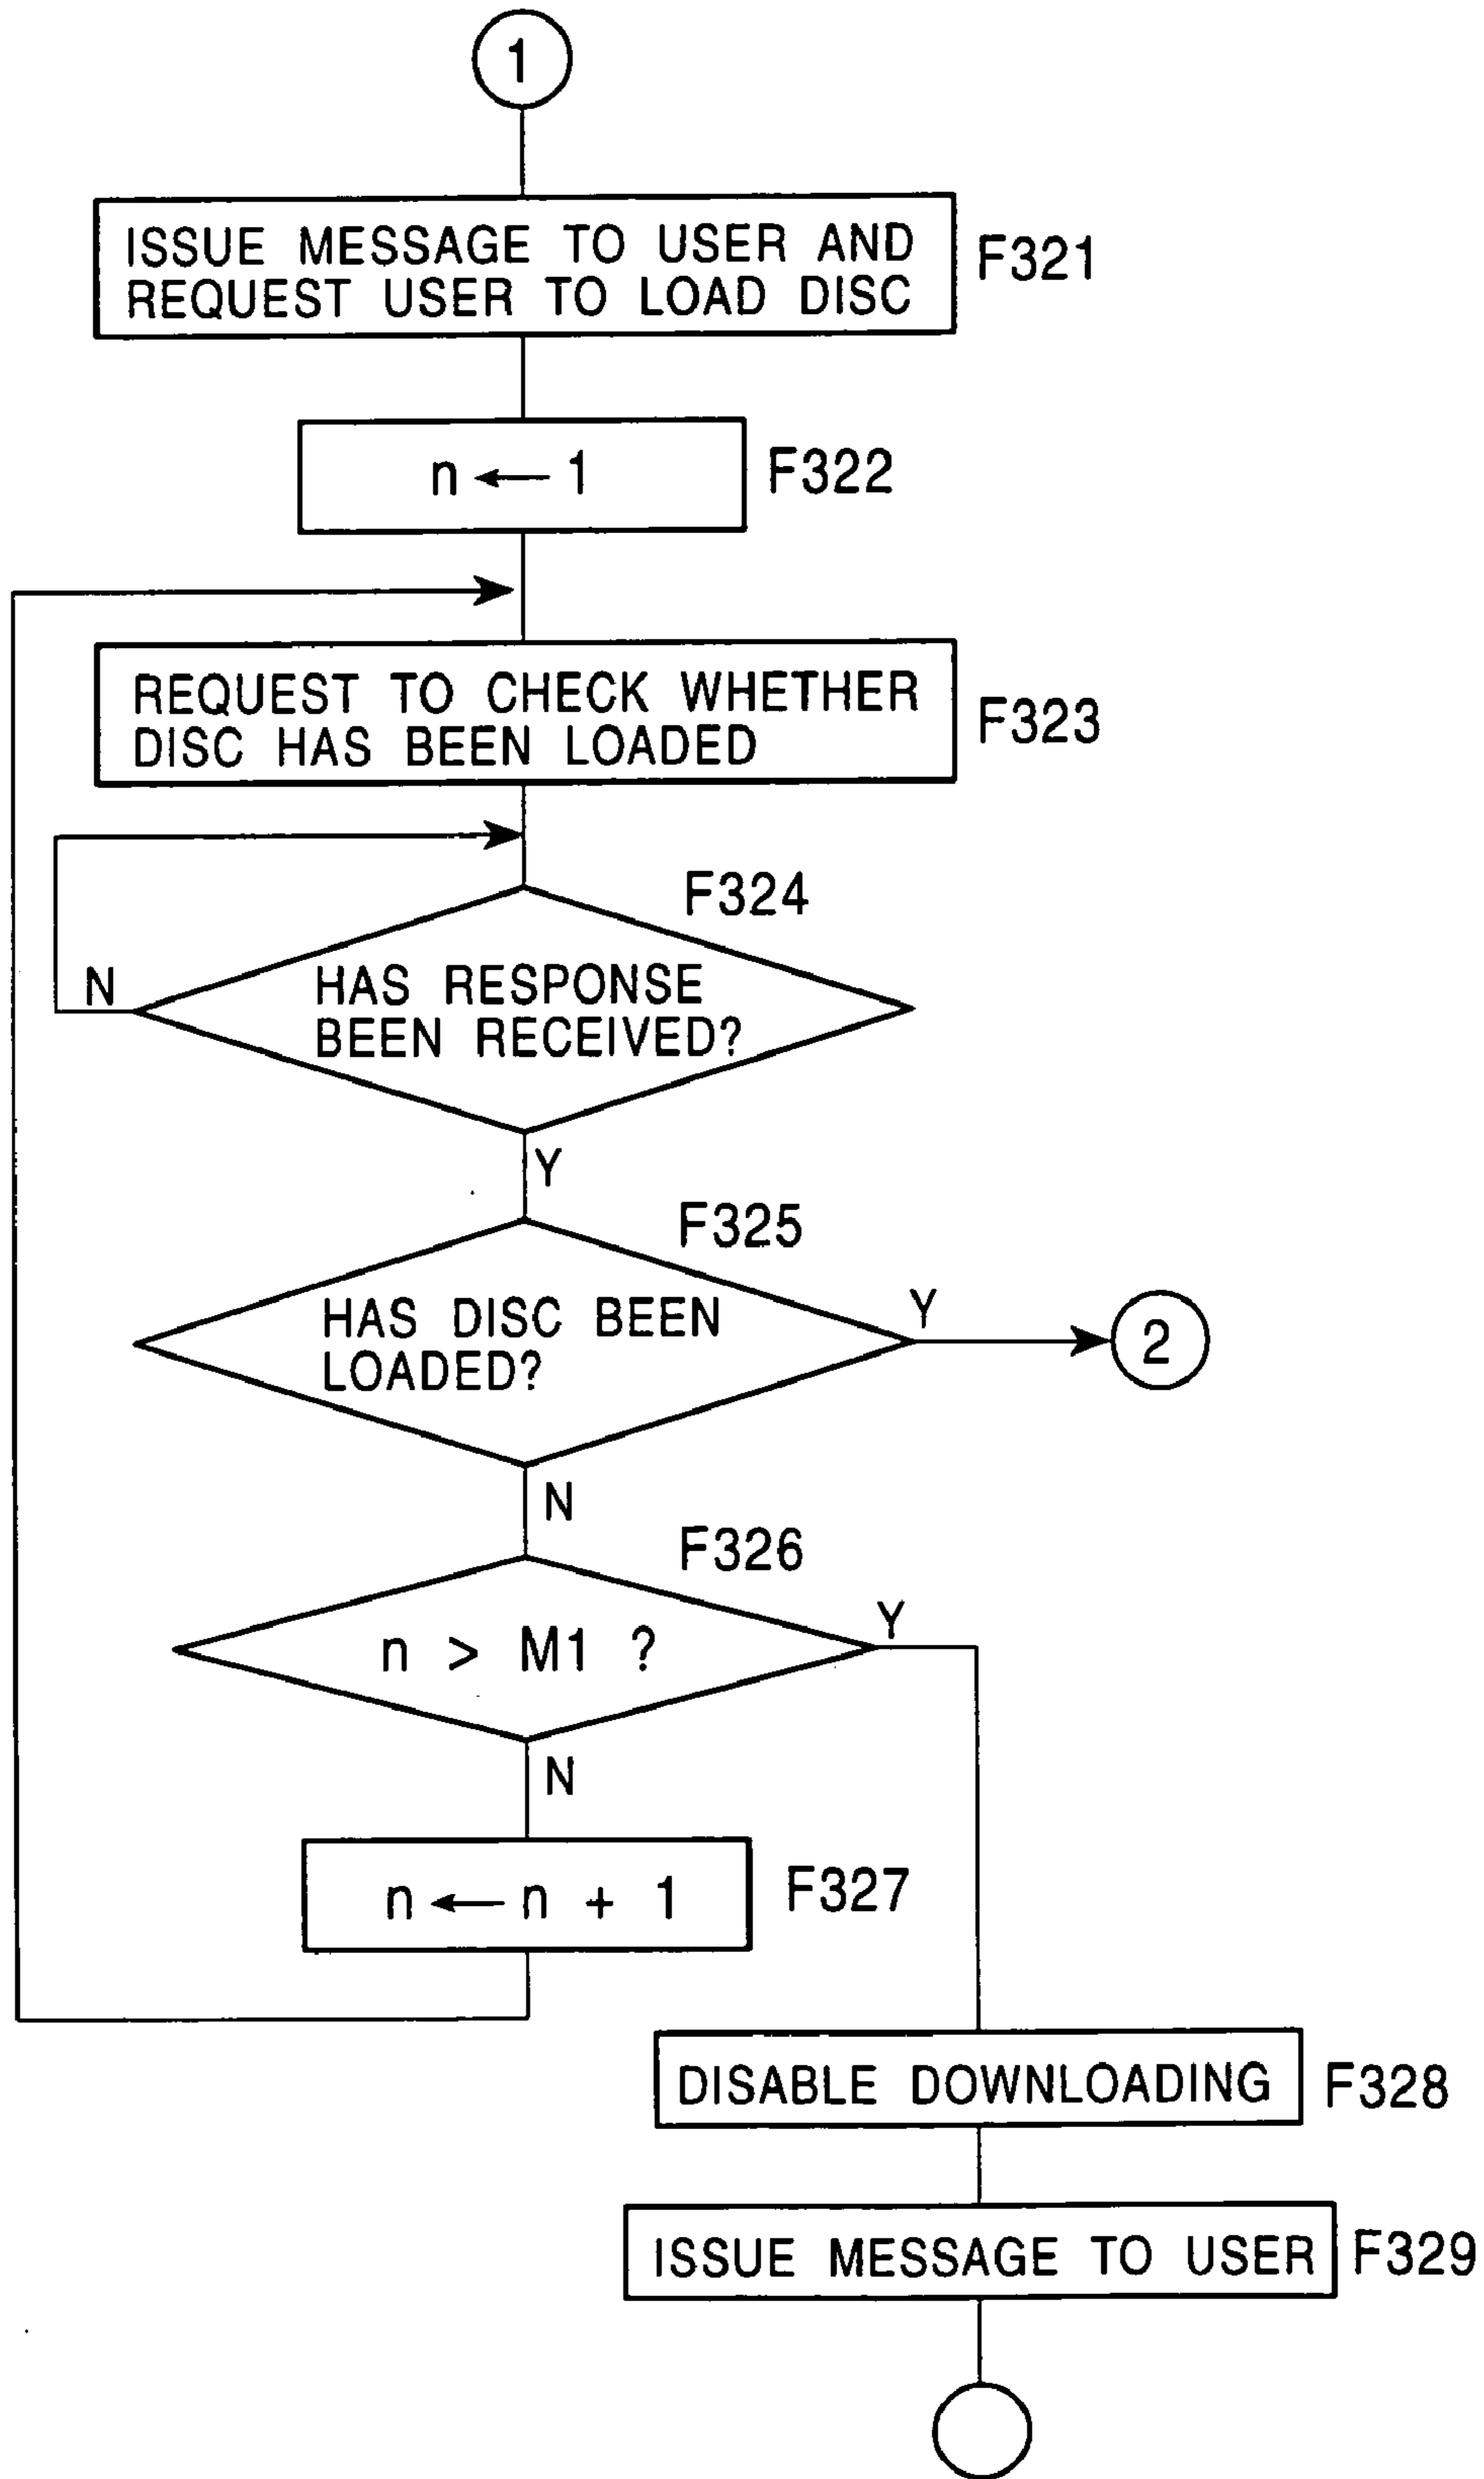 1
ISSUE MESSAGE TO USER AND
REQUEST USER TO LOAD DISC
F321
n ← 1
F322
REQUEST TO CHECK WHETHER
DISC HAS BEEN LOADED
F323
F324
N
HAS RESPONSE
BEEN RECEIVED?
Y
F325
HAS DISC BEEN
LOADED?
Y
2
N
F326
n > M1 ?
Y
N
n ← n + 1
F327
DISABLE DOWNLOADING
F328
ISSUE MESSAGE TO USER
F329